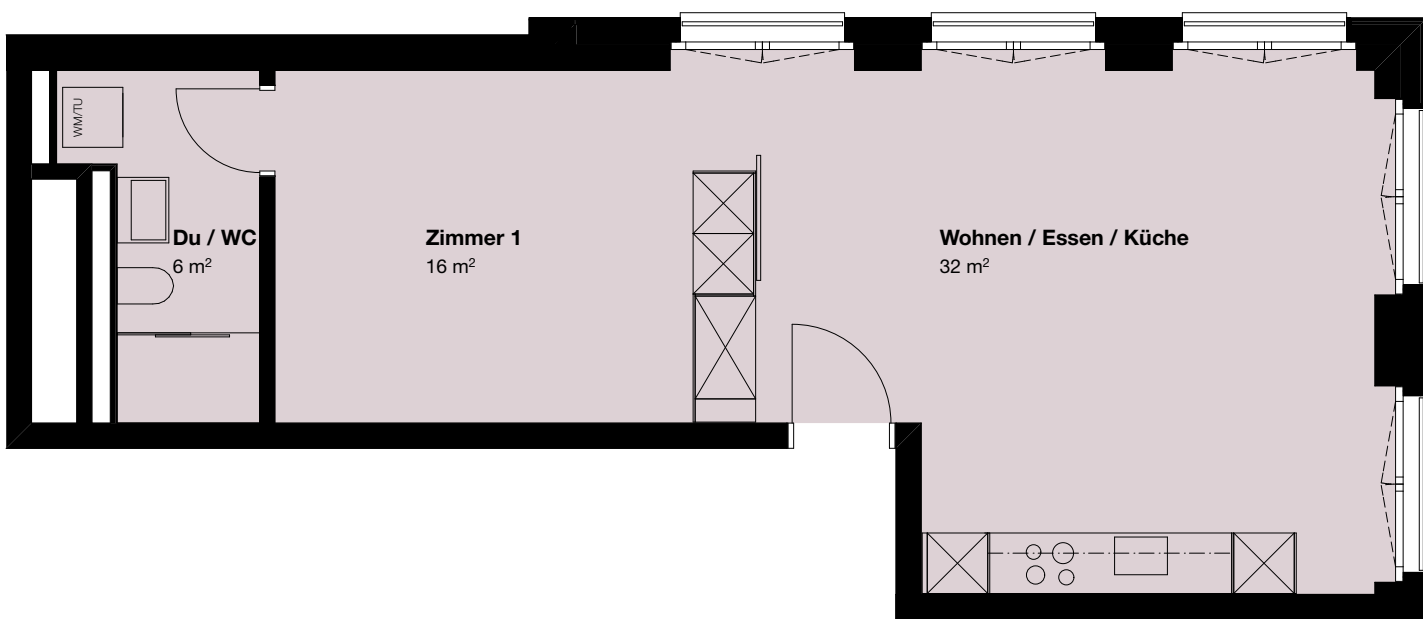 WM/TU
Du / WC
6 m²
Zimmer 1
16 m²
Wohnen / Essen / Küche
32 m²